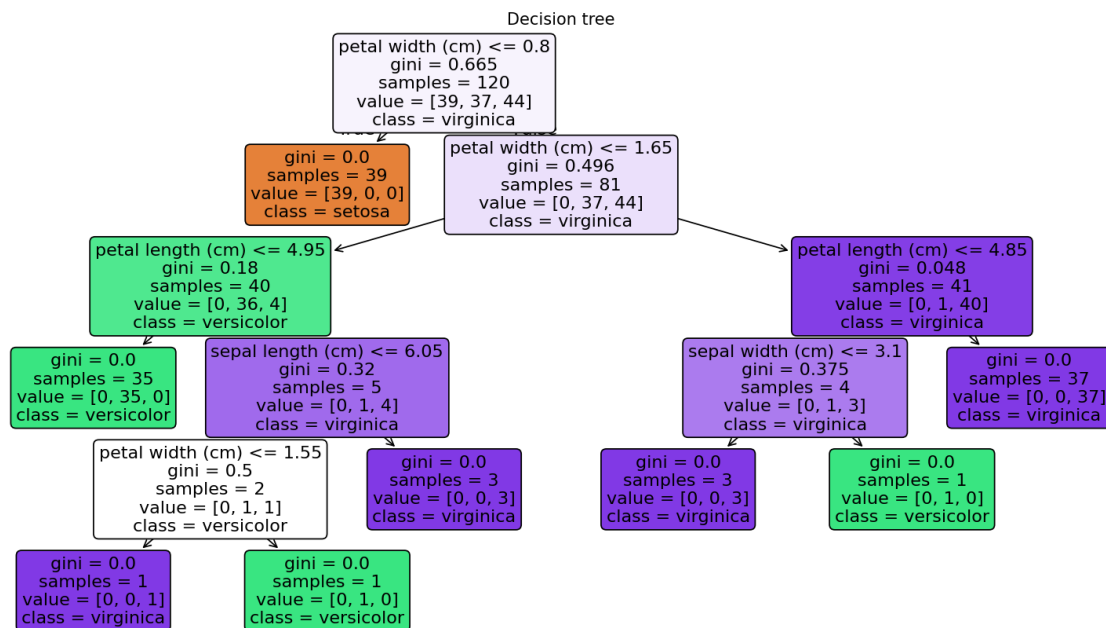 Decision tree
petal width (cm) <= 0.8
gini = 0.665
samples = 120
value = [39, 37, 44]
class = virginica
gini = 0.0
samples = 39
value = [39, 0, 0]
class = setosa
petal width (cm) <= 1.65
gini = 0.496
samples = 81
value = [0, 37, 44]
class = virginica
petal length (cm) <= 4.95
gini = 0.18
samples = 40
value = [0, 36, 4]
class = versicolor
petal length (cm) <= 4.85
gini = 0.048
samples = 41
value = [0, 1, 40]
class = virginica
gini = 0.0
samples = 35
value = [0, 35, 0]
class = versicolor
sepal length (cm) <= 6.05
gini = 0.32
samples = 5
value = [0, 1, 4]
class = virginica
sepal width (cm) <= 3.1
gini = 0.375
samples = 4
value = [0, 1, 3]
class = virginica
gini = 0.0
samples = 37
value = [0, 0, 37]
class = virginica
petal width (cm) <= 1.55
gini = 0.5
samples = 2
value = [0, 1, 1]
class = versicolor
gini = 0.0
samples = 3
value = [0, 0, 3]
class = virginica
gini = 0.0
samples = 3
value = [0, 0, 3]
class = virginica
gini = 0.0
samples = 1
value = [0, 1, 0]
class = versicolor
gini = 0.0
samples = 1
value = [0, 0, 1]
class = virginica
gini = 0.0
samples = 1
value = [0, 1, 0]
class = versicolor